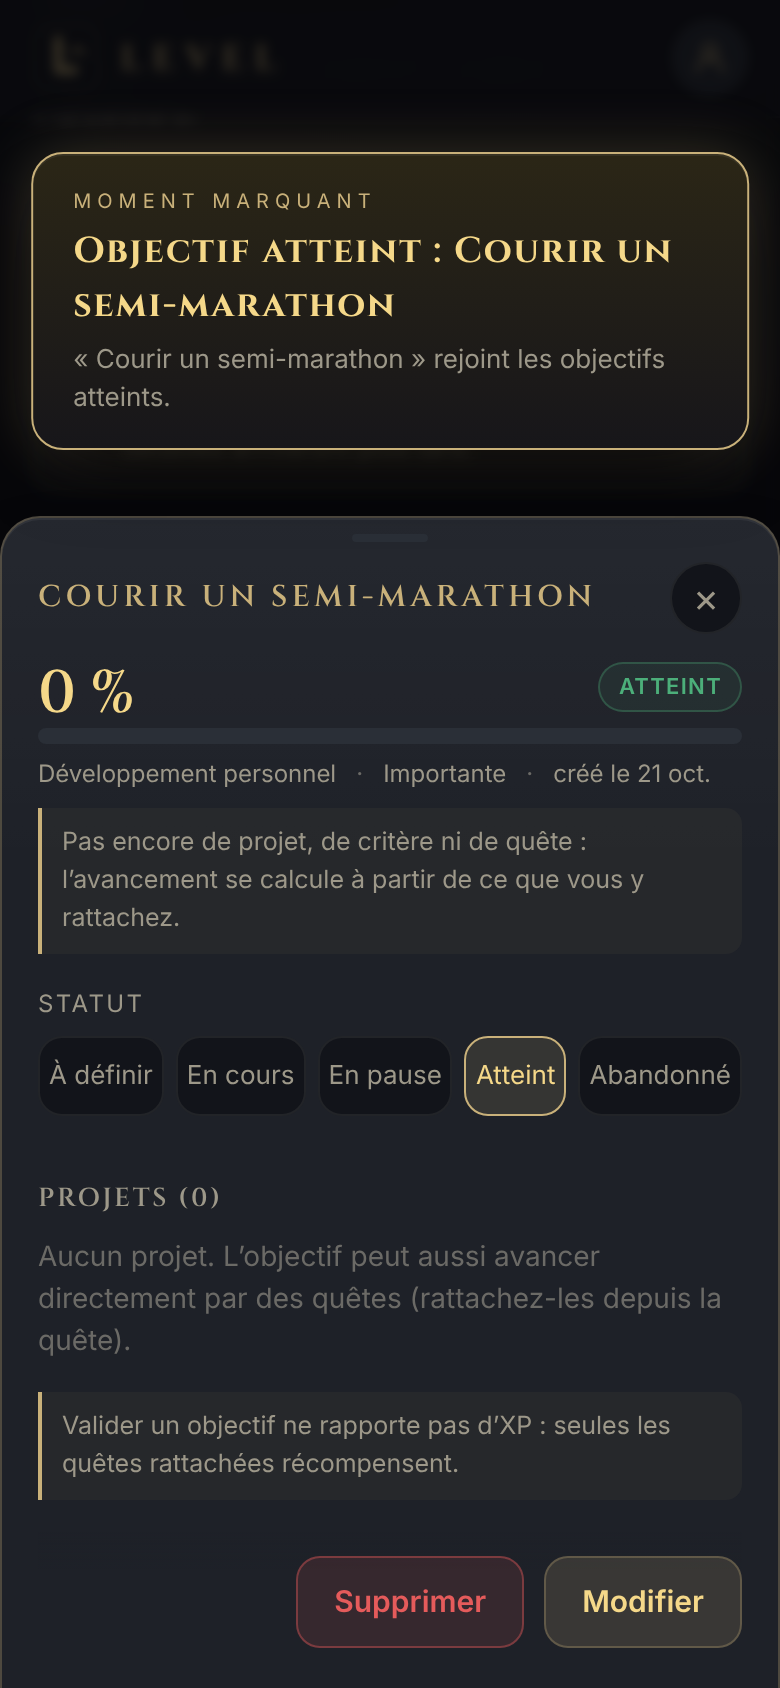 LEVEL
MOMENT MARQUANT
Objectif atteint : Courir un
semi-marathon
« Courir un semi-marathon » rejoint les objectifs
atteints.
COURIR UN SEMI-MARATHON
×
0 %
ATTEINT
Développement personnel · Importante · créé le 21 oct.
Pas encore de projet, de critère ni de quête :
l’avancement se calcule à partir de ce que vous y
rattachez.
STATUT
À définir En cours En pause Atteint Abandonné
PROJETS (0)
Aucun projet. L’objectif peut aussi avancer
directement par des quêtes (rattachez-les depuis la
quête).
Valider un objectif ne rapporte pas d’XP : seules les
quêtes rattachées récompensent.
Supprimer Modifier